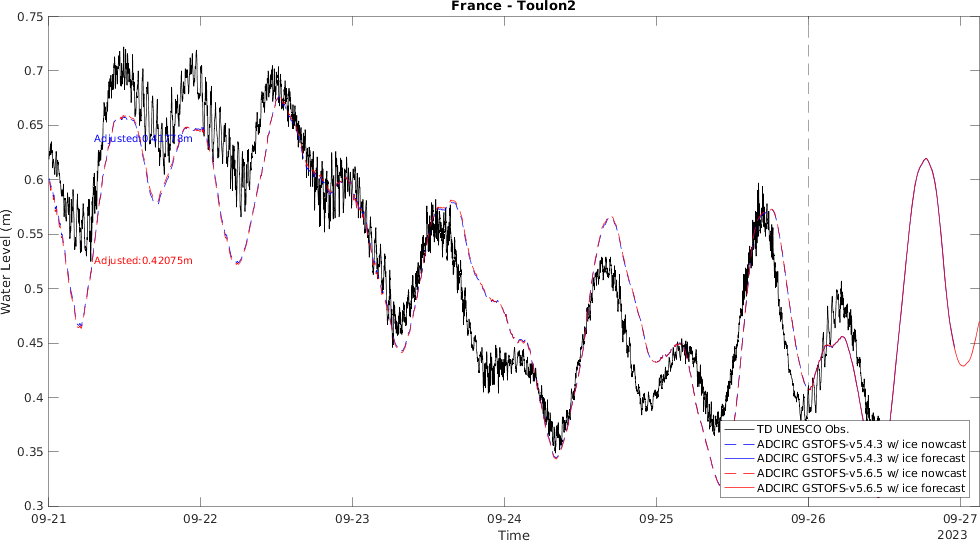 France - Toulon2
0.75
0.7
0.65
0.6
0.55
0.5
0.45
0.4
0.35
0.3
Water Level (m)
Adjusted:0.41778m
Adjusted:0.42075m
TD UNESCO Obs.
ADCIRC GSTOFS-v5.4.3 w/ ice nowcast
ADCIRC GSTOFS-v5.4.3 w/ ice forecast
ADCIRC GSTOFS-v5.6.5 w/ ice nowcast
ADCIRC GSTOFS-v5.6.5 w/ ice forecast
09-21 09-22 09-23 09-24 09-25 09-26 09-27
2023
Time